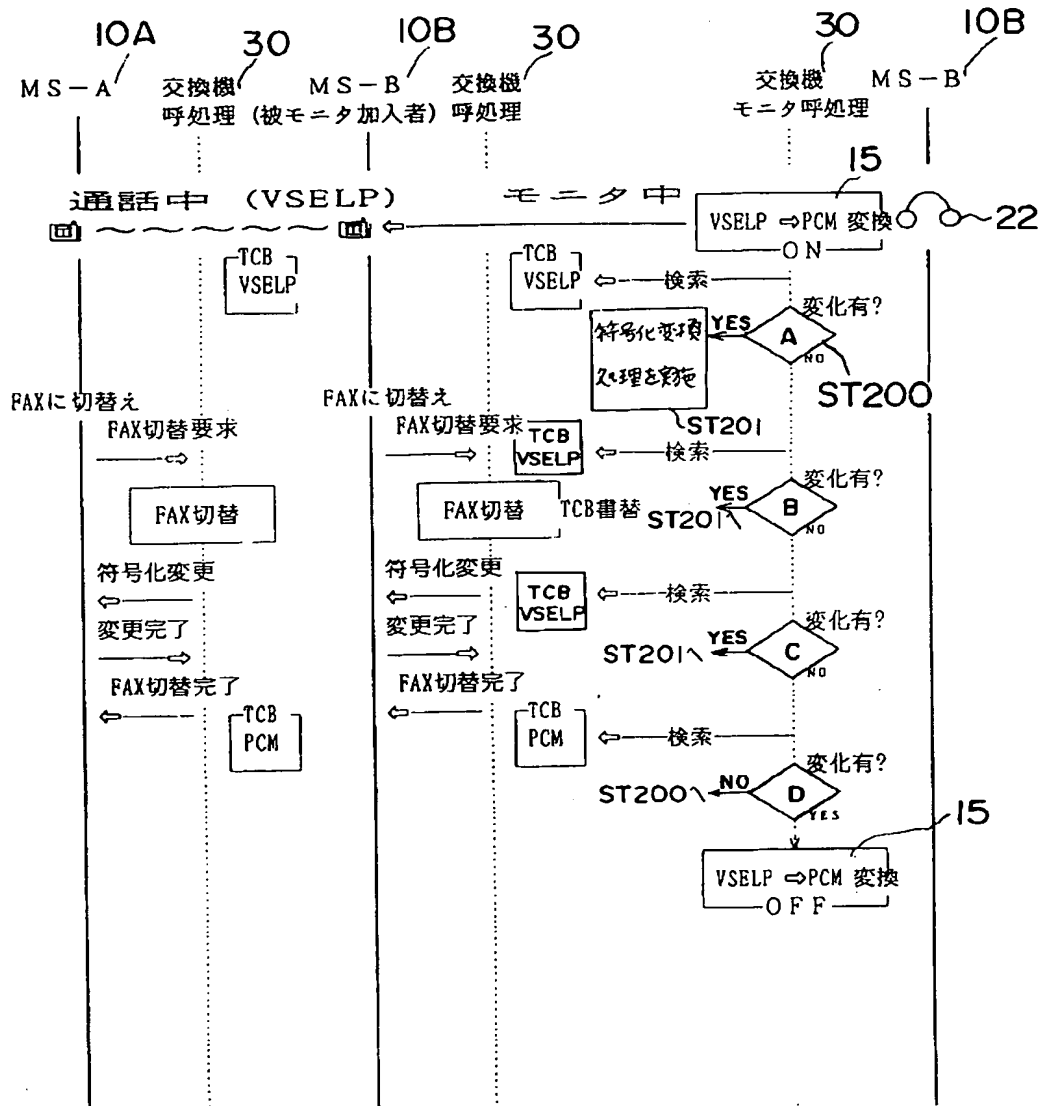 10A 30 10B 30 30 10B
MS-A 交換機 MS-B 交換機 交換機 MS-B
呼処理 (被モニタ加入者) 呼処理 モニタ呼処理
15
通話中 (VSELP) モニタ中
VSELP ⇨PCM 変換
ON
22
TCB
VSELP
TCB
VSELP
⇦ 検索
変化有?
符号化変項
処理を実施
YES
A
NO
ST200
ST201
FAXに切替え
FAXに切替え
FAX切替要求
FAX切替要求
TCB
VSELP
⇦ 検索
変化有?
FAX切替
FAX切替
TCB書替
YES
B
ST201へ
NO
符号化変更
符号化変更
TCB
VSELP
⇦ 検索
変更完了
変更完了
変化有?
YES
C
ST201へ
NO
FAX切替完了
FAX切替完了
TCB
PCM
TCB
PCM
⇦ 検索
変化有?
NO
D
ST200へ
YES
15
VSELP ⇨PCM 変換
OFF